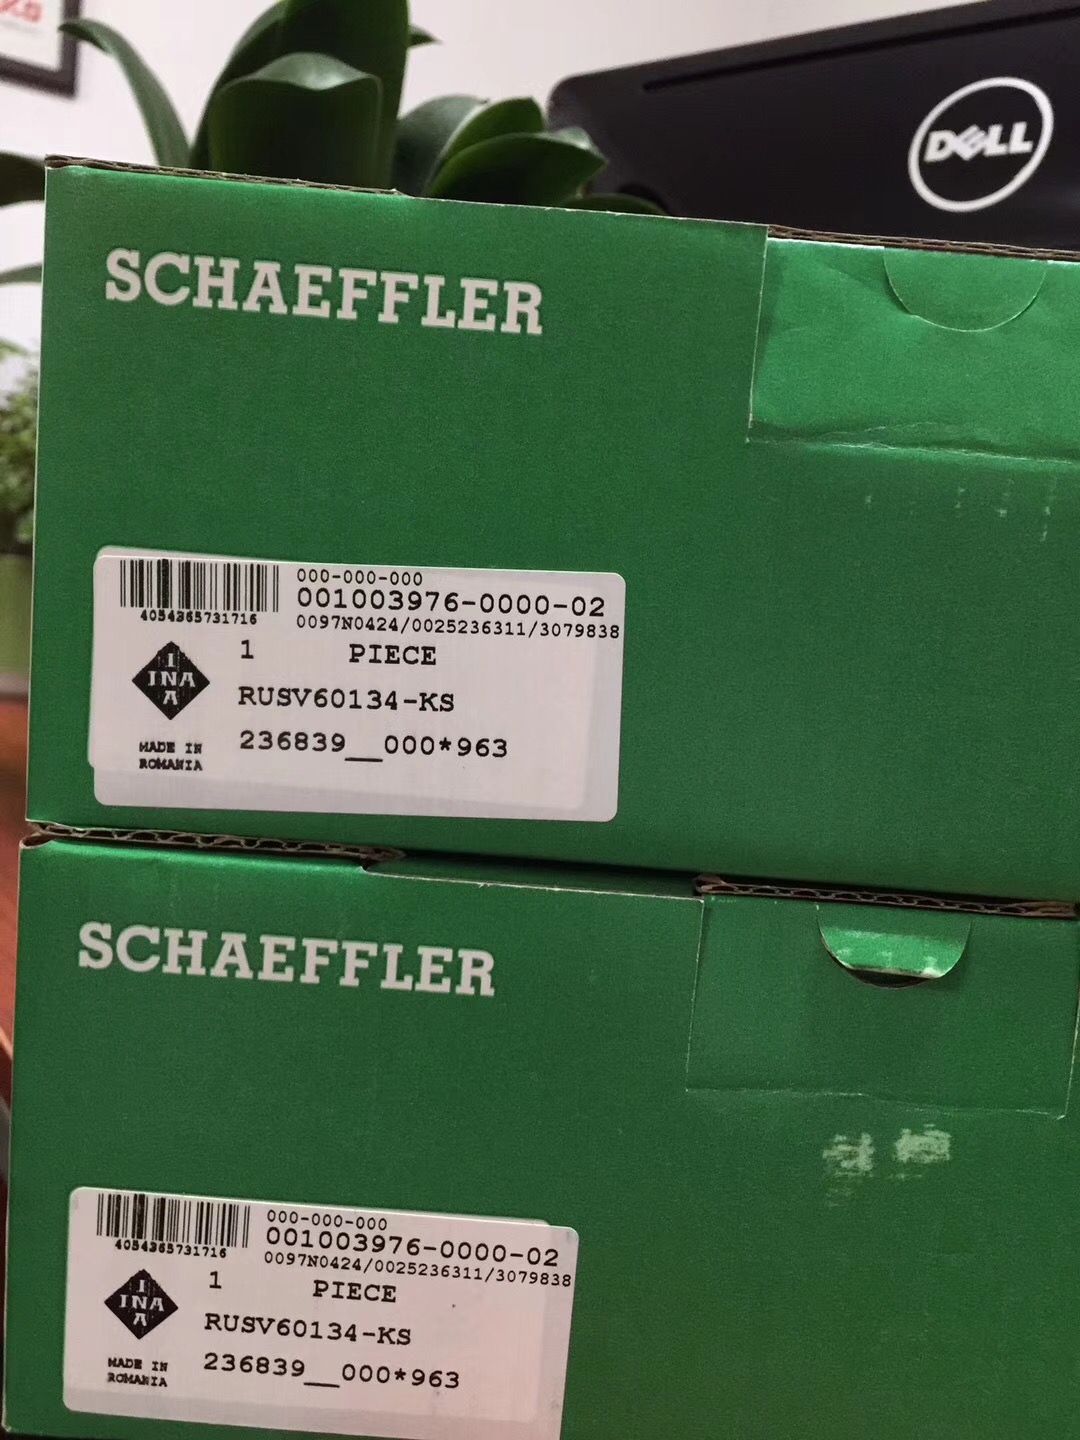 DELL
SCHAEFFLER
000-000-000
001003976-0000-02
4054365731716
0097N0424/0025236311/3079838
1 PIECE
INA
RUSV60134-KS
MADE IN
ROMANIA
236839__000*963
SCHAEFFLER
000-000-000
001003976-0000-02
4054365731716
0097N0424/0025236311/3079838
1 PIECE
INA
RUSV60134-KS
MADE IN
ROMANIA
236839__000*963